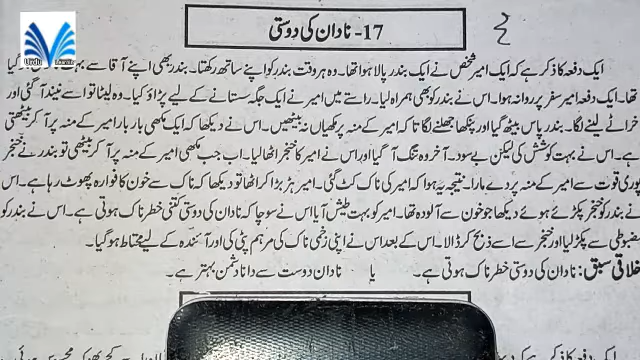 17- نادان کی دوستی
ایک دفعہ کا ذکر ہے کہ ایک امیر شخص نے ایک بندر پالا ہوا تھا۔ وہ ہر وقت بندر کو اپنے ساتھ رکھتا۔ بندر بھی اپنے آقا سے بہت
تھا۔ ایک دفعہ امیر سفر پر روانہ ہوا۔ اس نے بندر کو بھی ہمراہ لیا۔ راستے میں امیر نے ایک جگہ سستانے کے لیے پڑاؤ کیا۔ وہ لیٹا تو اسے نیند آ گئی اور
خراٹے لینے لگا۔ بندر پاس بیٹھ گیا اور پنکھا جھلنے لگا تا کہ امیر کے منہ پر مکھیاں نہ بیٹھیں۔ اس نے دیکھا کہ ایک مکھی بار بار امیر کے منہ پر آ کر بیٹھتی
ہے۔ اس نے بہت کوشش کی لیکن بے سود۔ آخر وہ تنگ آ گیا اور اس نے امیر کا خنجر اٹھا لیا۔ اب جب مکھی امیر کے منہ پر آ کر بیٹھی تو بندر نے خنجر
پوری قوت سے امیر کے منہ پر دے مارا۔ نتیجہ یہ ہوا کہ امیر کی ناک کٹ گئی۔ امیر ہڑبڑا کر اٹھا تو دیکھا کہ ناک سے خون کا فوارہ پھوٹ رہا ہے۔ اس
نے بندر کو خنجر پکڑے ہوئے دیکھا جو خون سے آلودہ تھا۔ امیر کو بہت طیش آیا اس نے سوچا کہ نادان کی دوستی کتنی خطرناک ہوتی ہے۔ اس نے بندر کو
مضبوطی سے پکڑ لیا اور خنجر سے اسے ذبح کر ڈالا۔ اس کے بعد اس نے اپنی زخمی ناک کی مرہم پٹی کی اور آئندہ کے لیے محتاط ہو گیا۔
خلاقی سبق: نادان کی دوستی خطرناک ہوتی ہے۔ یا نادان دوست سے دانا دشمن بہتر ہے۔